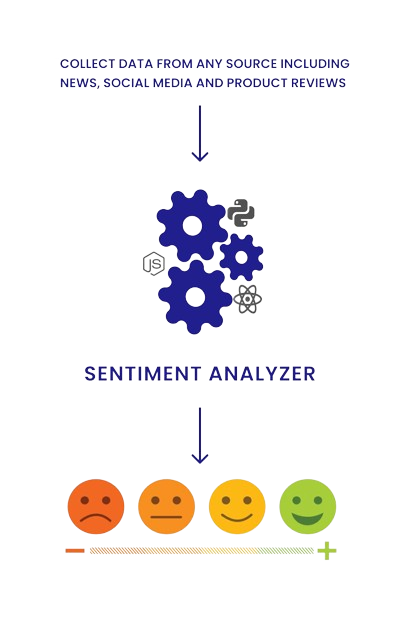 COLLECT DATA FROM ANY SOURCE INCLUDING
NEWS, SOCIAL MEDIA AND PRODUCT REVIEWS
JS
SENTIMENT ANALYZER
− +